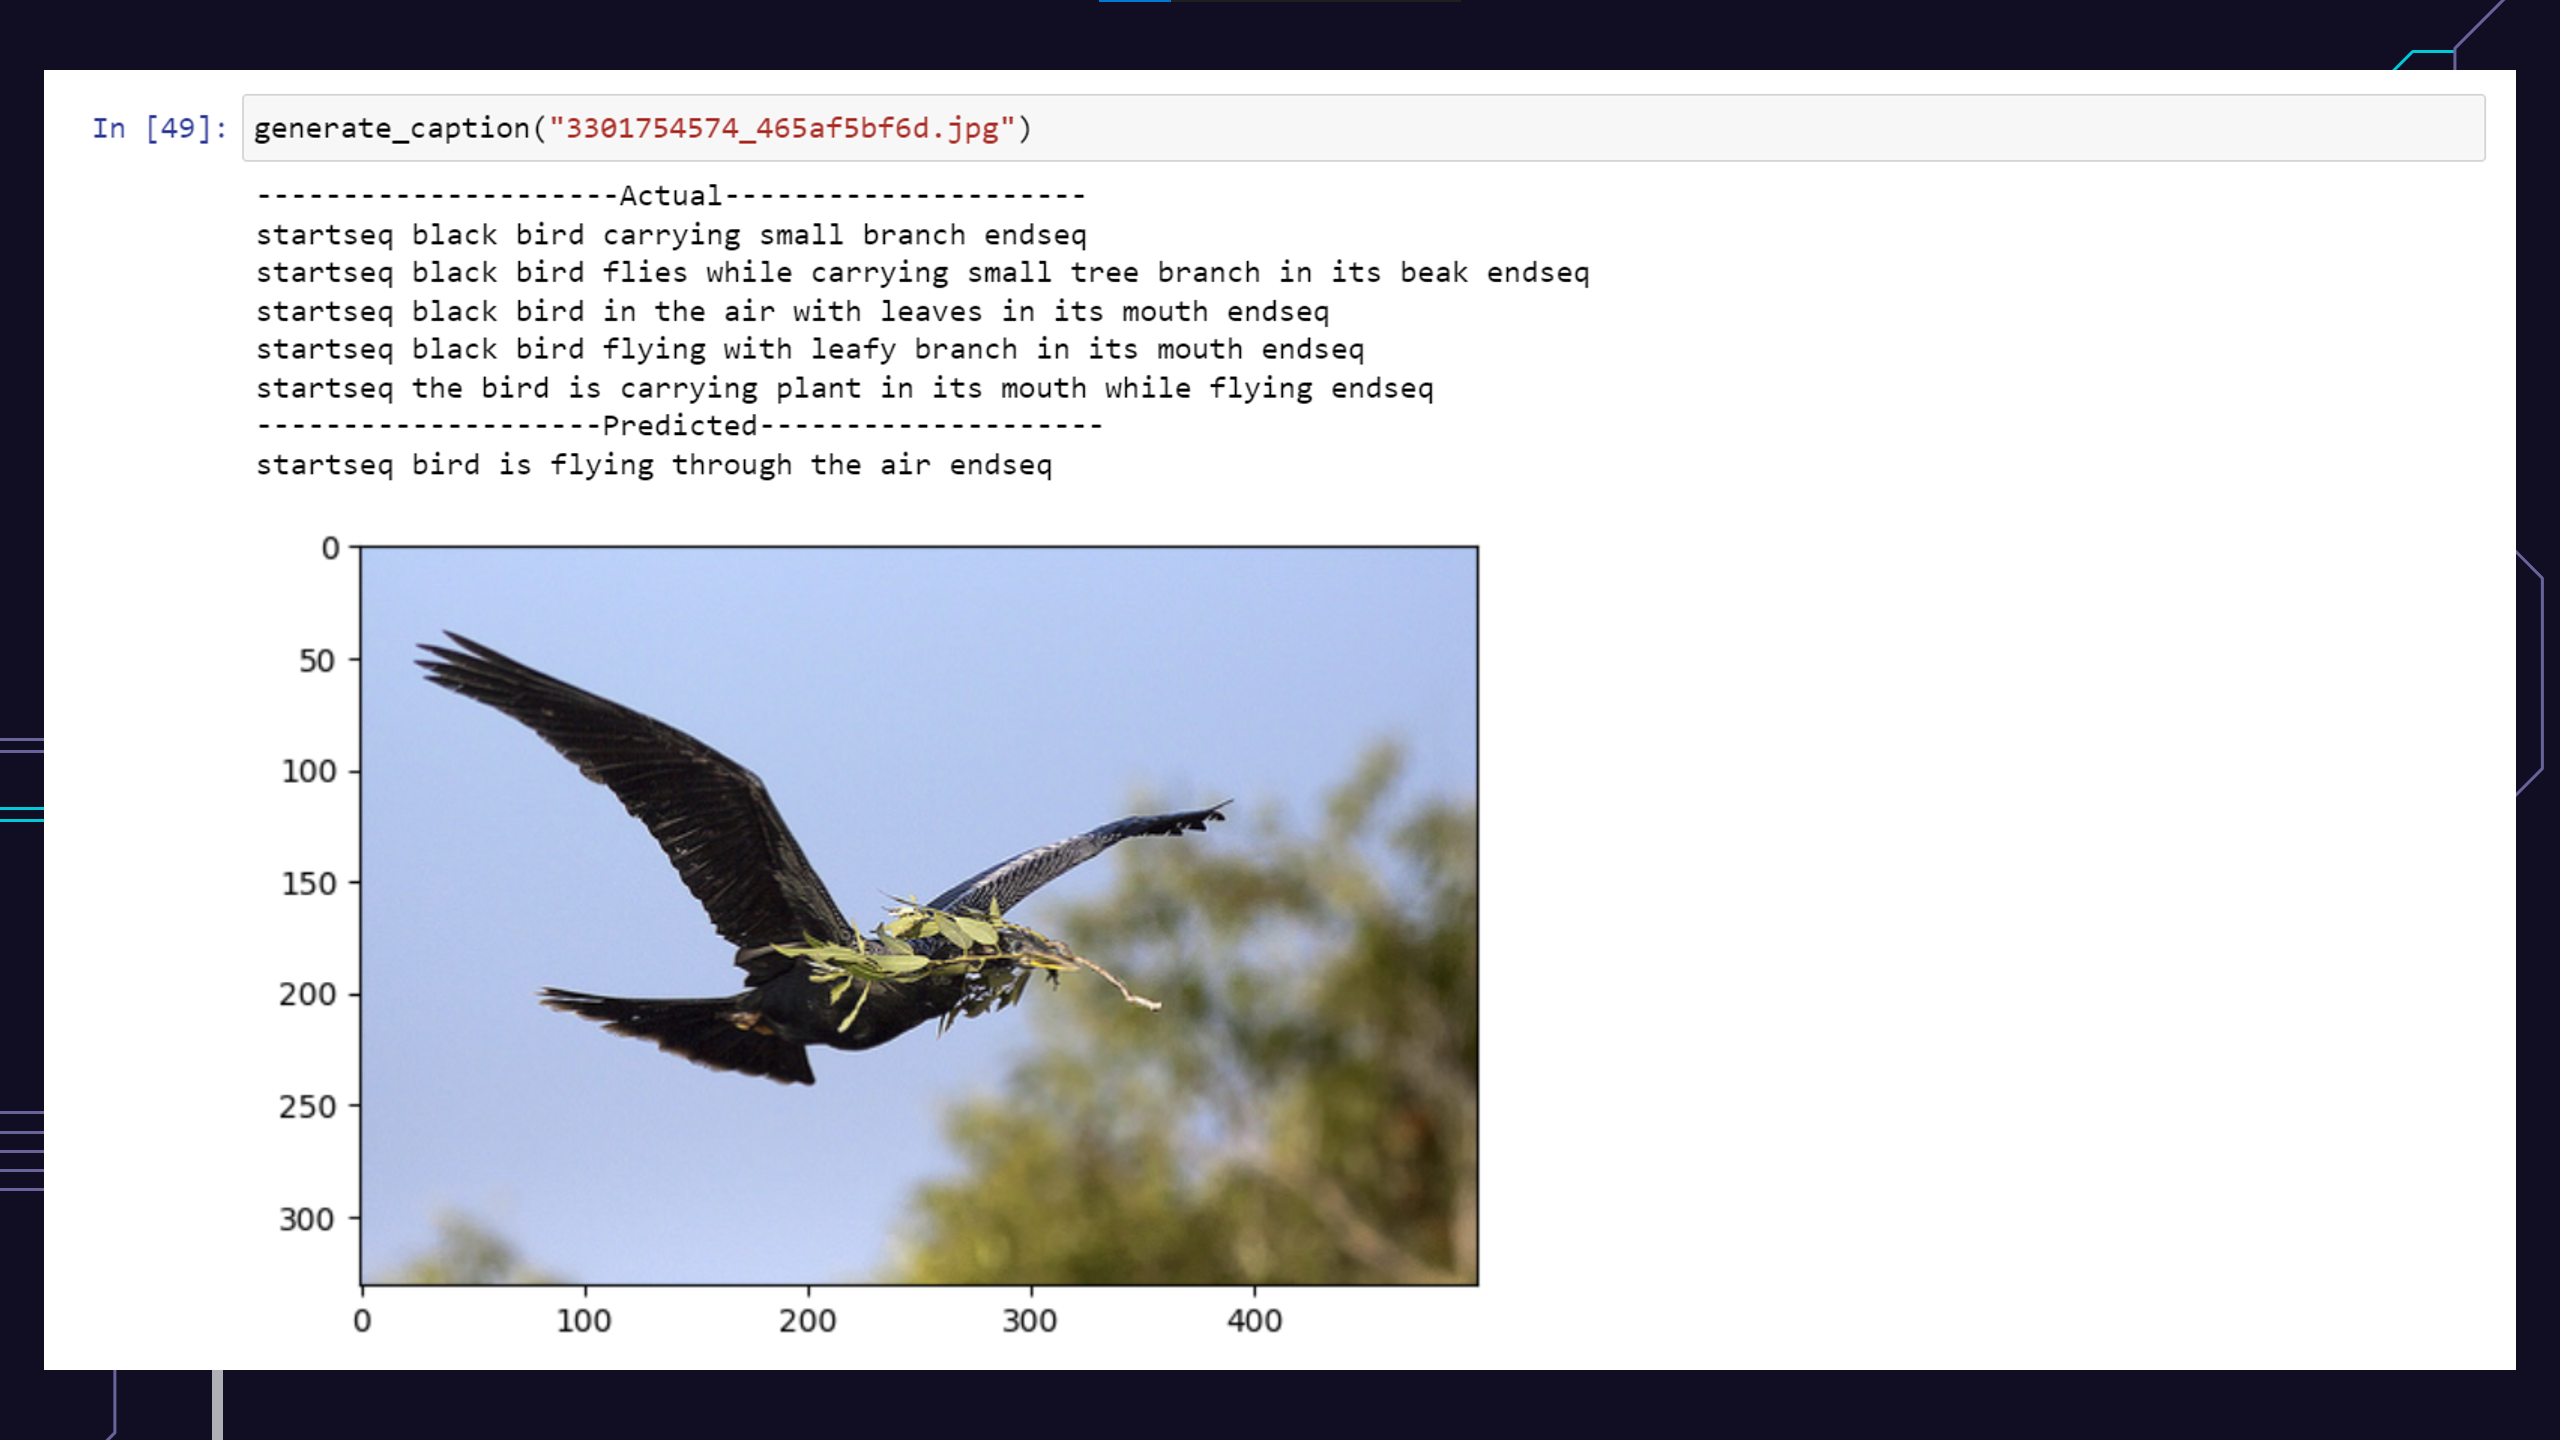 In [49]: generate_caption("3301754574_465af5bf6d.jpg")
---------------------Actual---------------------
startseq black bird carrying small branch endseq
startseq black bird flies while carrying small tree branch in its beak endseq
startseq black bird in the air with leaves in its mouth endseq
startseq black bird flying with leafy branch in its mouth endseq
startseq the bird is carrying plant in its mouth while flying endseq
--------------------Predicted--------------------
startseq bird is flying through the air endseq
0
50
100
150
200
250
300
0 100 200 300 400